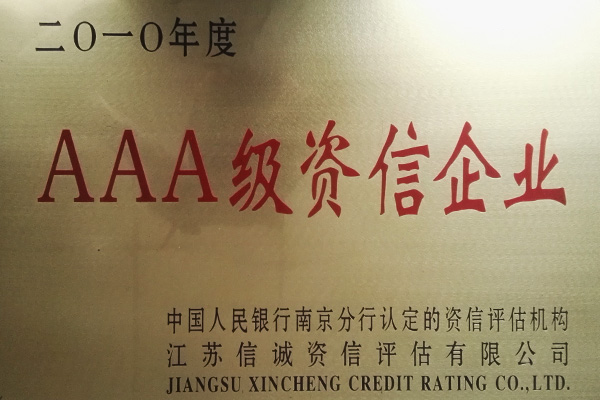 二〇一〇年度
AAA级资信企业
中国人民银行南京分行认定的资信评估机构
江苏信诚资信评估有限公司
JIANGSU XINCHENG CREDIT RATING CO.,LTD.